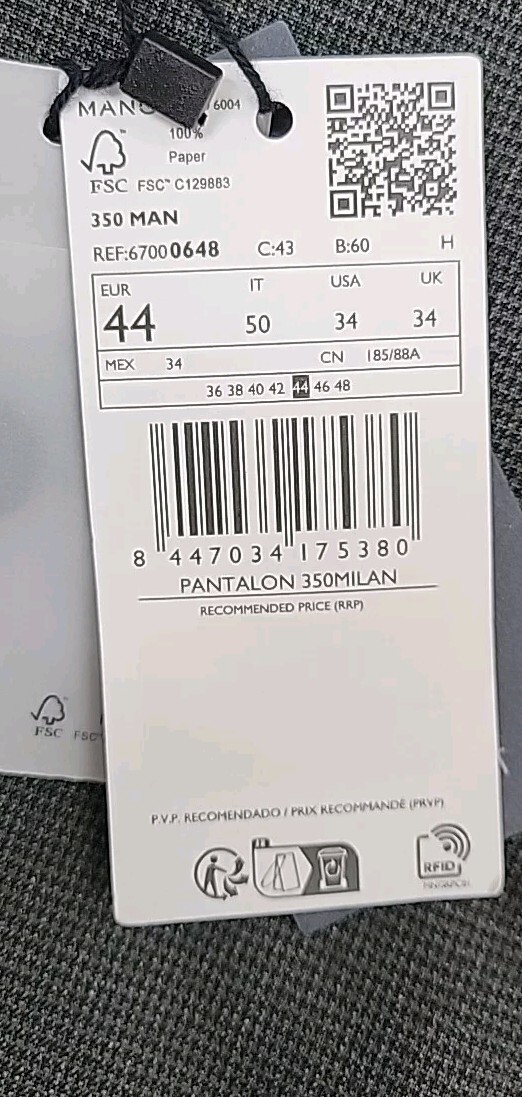 6004
100%
Paper
FSC FSC™ C129883
350 MAN
REF:67000648 C:43 B:60 H
EUR IT USA UK
44 50 34 34
MEX 34 CN 185/88A
36 38 40 42 44 46 48
8 447034 175380
PANTALON 350MILAN
RECOMMENDED PRICE (RRP)
FSC FSC
P.V.P. RECOMENDADO / PRIX RECOMMANDÉ (PRVP)
RFID